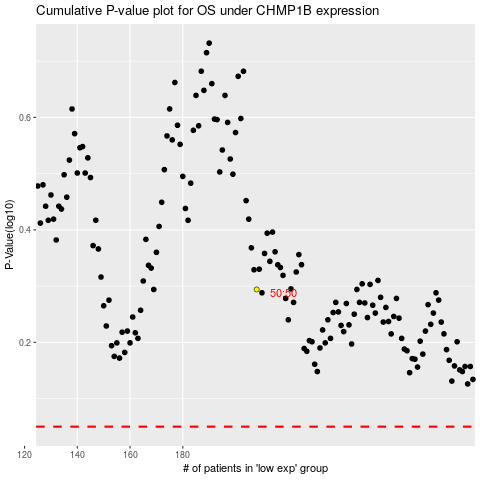 Cumulative P-value plot for OS under CHMP1B expression
P-Value(log10)
0.6
0.4
0.2
50:50
120 140 160 180
# of patients in 'low exp' group